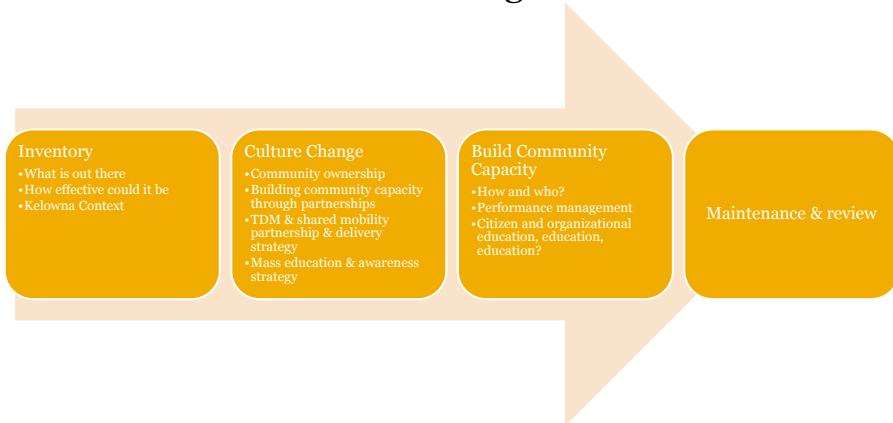 Inventory
•What is out there
•How effective could it be
•Kelowna Context
Culture Change
•Community ownership
•Building community capacity
through partnerships
•TDM & shared mobility
partnership & delivery
strategy
•Mass education & awareness
strategy
Build Community
Capacity
•How and who?
•Performance management
•Citizen and organizational
education, education,
education?
Maintenance & review